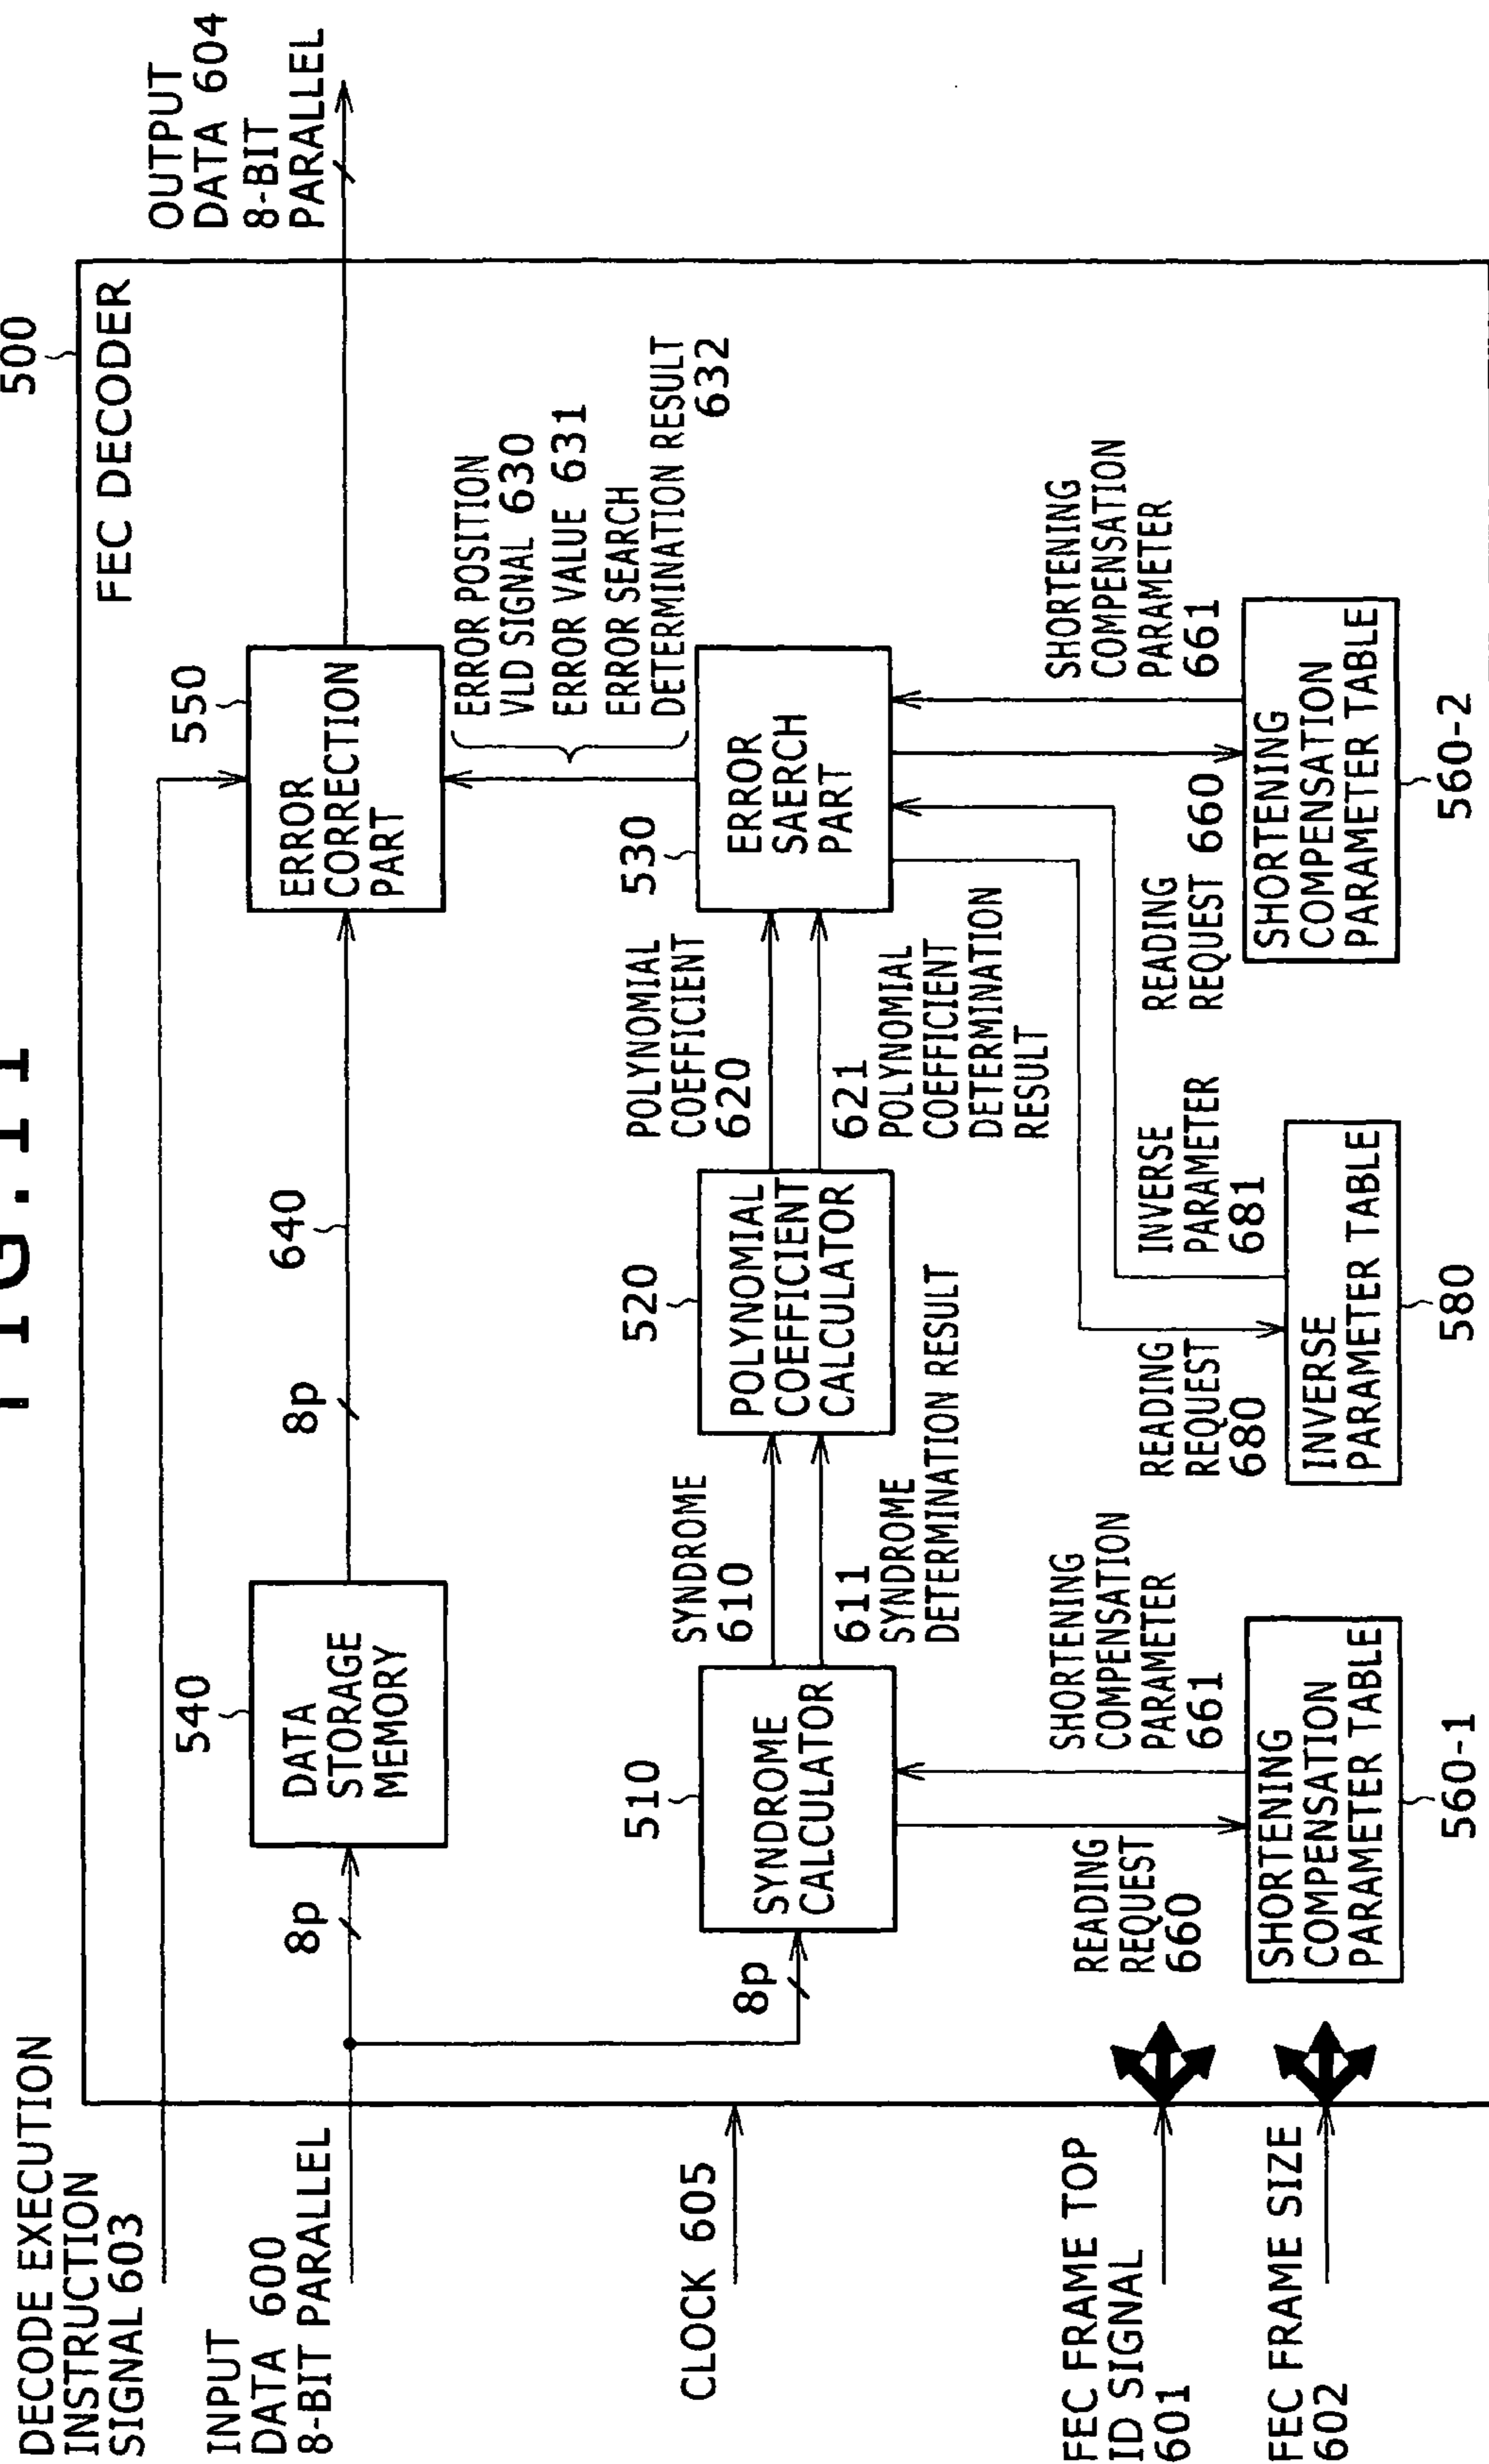 FIG.11
500
FEC DECODER
DECODE EXECUTION
INSTRUCTION
SIGNAL 603
INPUT
DATA 600
8-BIT PARALLEL
OUTPUT
DATA 604
8-BIT
PARALLEL
8p
540
DATA
STORAGE
MEMORY
8p
640
550
ERROR
CORRECTION
PART
ERROR POSITION
VLD SIGNAL 630
ERROR VALUE 631
ERROR SEARCH
DETERMINATION RESULT
632
CLOCK 605
8p
510
SYNDROME
CALCULATOR
SYNDROME
610
611
SYNDROME
DETERMINATION RESULT
520
POLYNOMIAL
COEFFICIENT
CALCULATOR
POLYNOMIAL
COEFFICIENT
620
621
POLYNOMIAL
COEFFICIENT
DETERMINATION
RESULT
530
ERROR
SAERCH
PART
FEC FRAME TOP
ID SIGNAL
601
FEC FRAME SIZE
602
READING
REQUEST
660
SHORTENING
COMPENSATION
PARAMETER
661
SHORTENING
COMPENSATION
PARAMETER TABLE
560-1
READING
REQUEST
680
INVERSE
PARAMETER
681
INVERSE
PARAMETER TABLE
580
READING
REQUEST 660
SHORTENING
COMPENSATION
PARAMETER
661
SHORTENING
COMPENSATION
PARAMETER TABLE
560-2